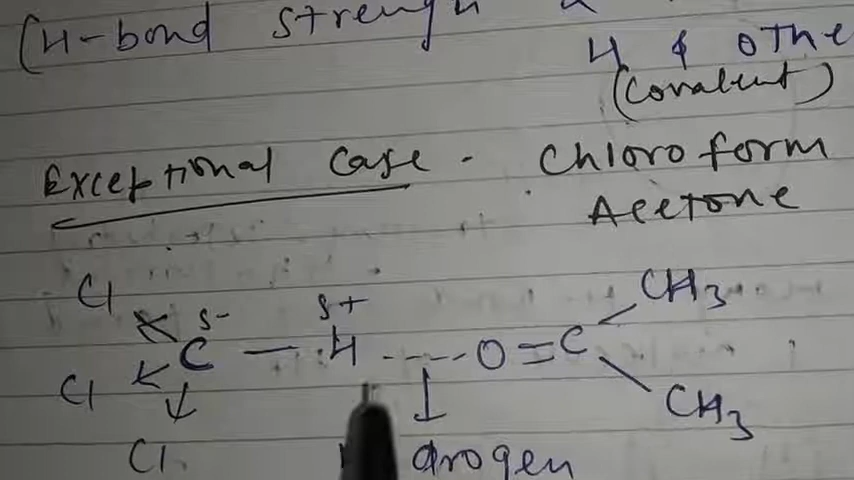 (H-bond strength
H & othe
(Covalent)
Exceptional Case - Chloroform
Acetone
Cl
CH3
δ- δ+
C — H ---- O = C
Cl
CH3
Cl
drogen